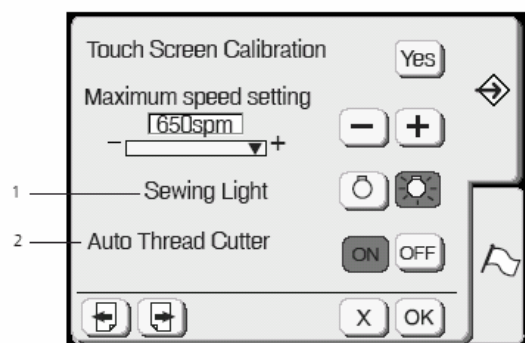 Touch Screen Calibration Yes
Maximum speed setting
650spm
- +
- +
1 Sewing Light
2 Auto Thread Cutter ON OFF
X OK